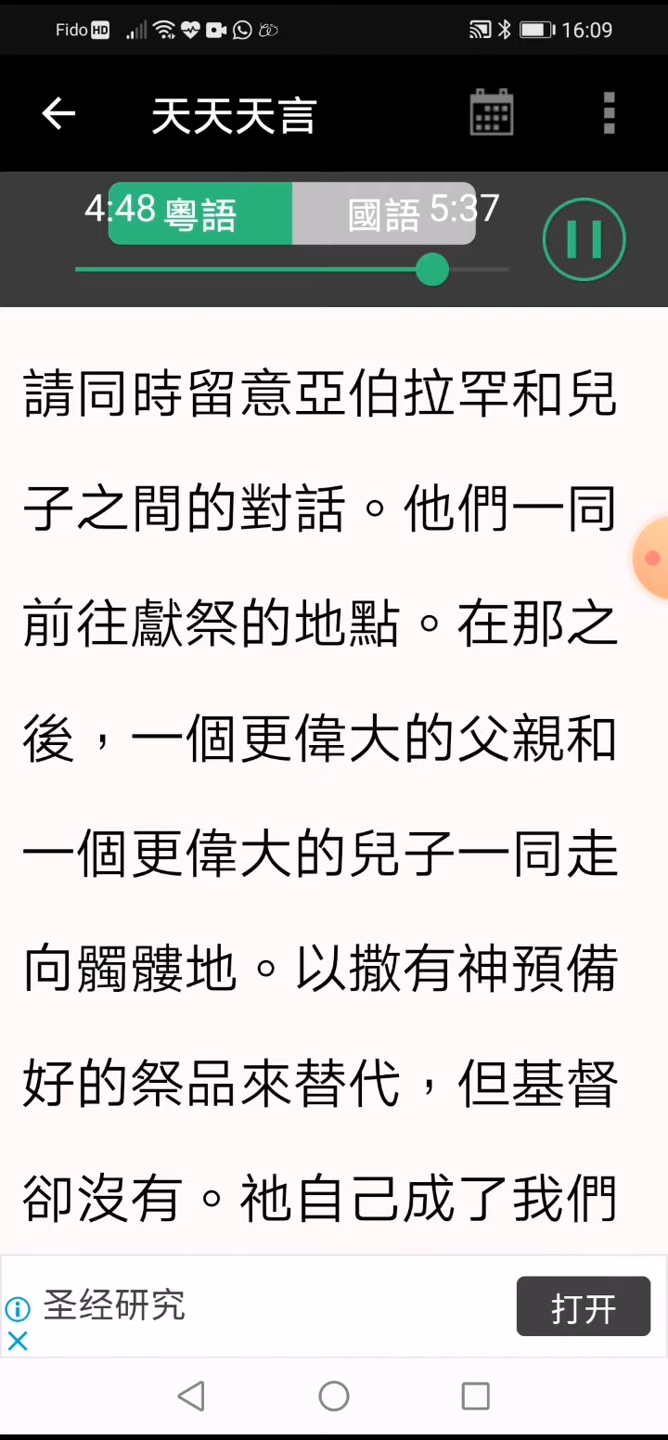 Fido HD 16:09
天天天言
4:48 粵語 國語 5:37
請同時留意亞伯拉罕和兒
子之間的對話。他們一同
前往獻祭的地點。在那之
後，一個更偉大的父親和
一個更偉大的兒子一同走
向髑髏地。以撒有神預備
好的祭品來替代，但基督
卻沒有。祂自己成了我們
圣经研究
打开